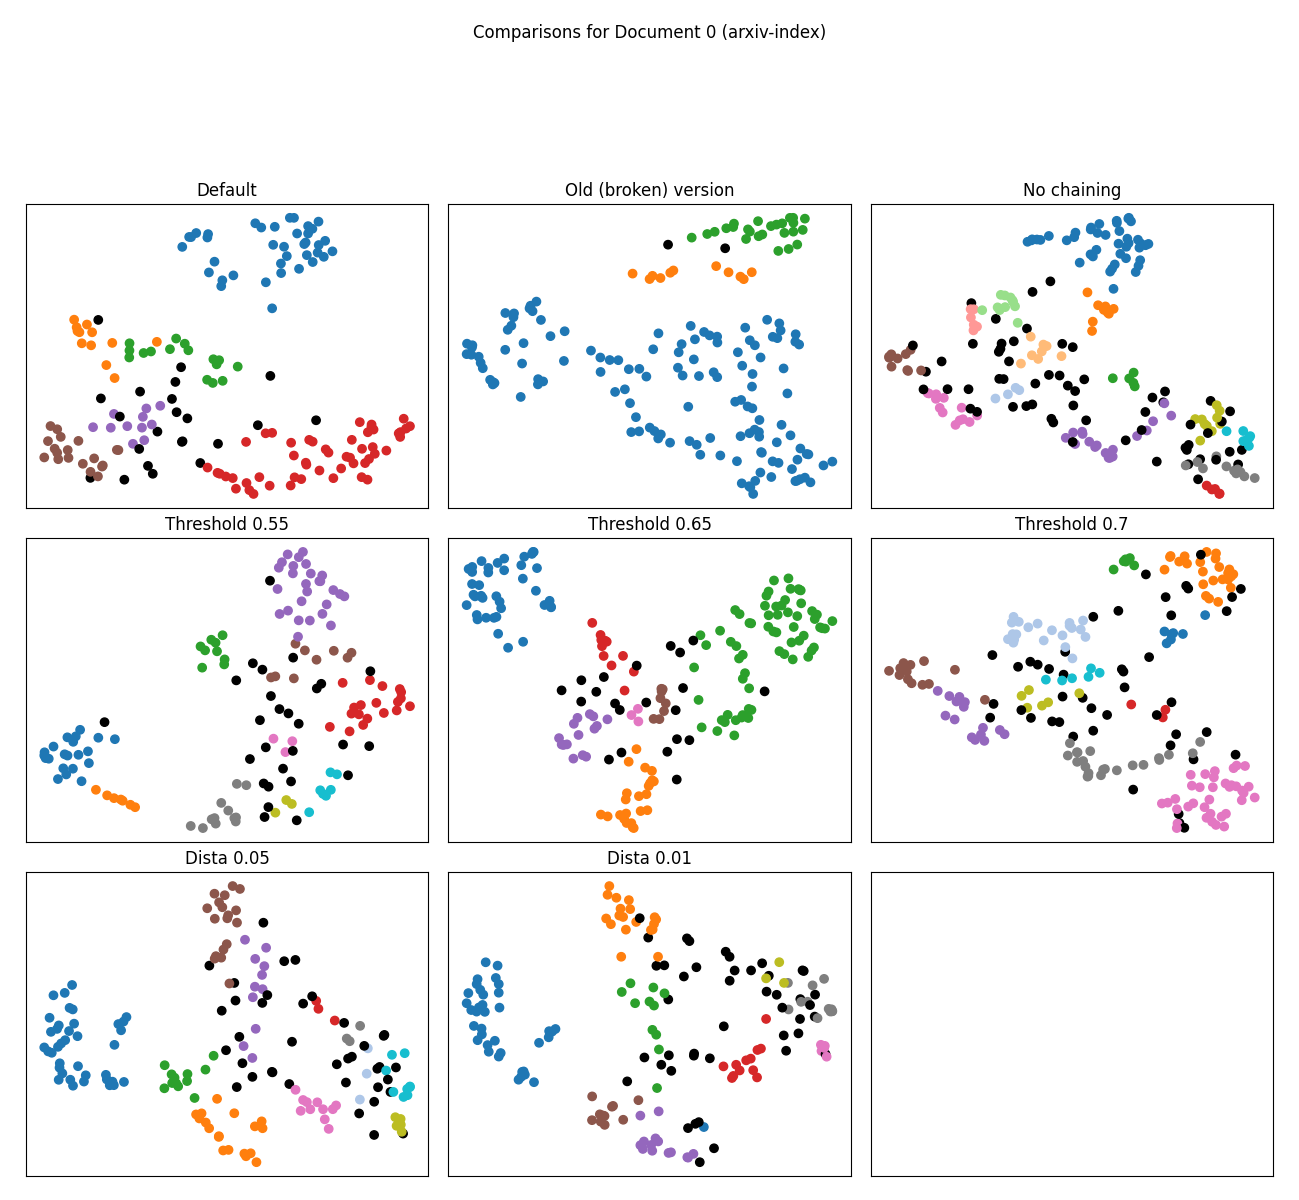 Comparisons for Document 0 (arxiv-index)
Default
Old (broken) version
No chaining
Threshold 0.55
Threshold 0.65
Threshold 0.7
Dista 0.05
Dista 0.01